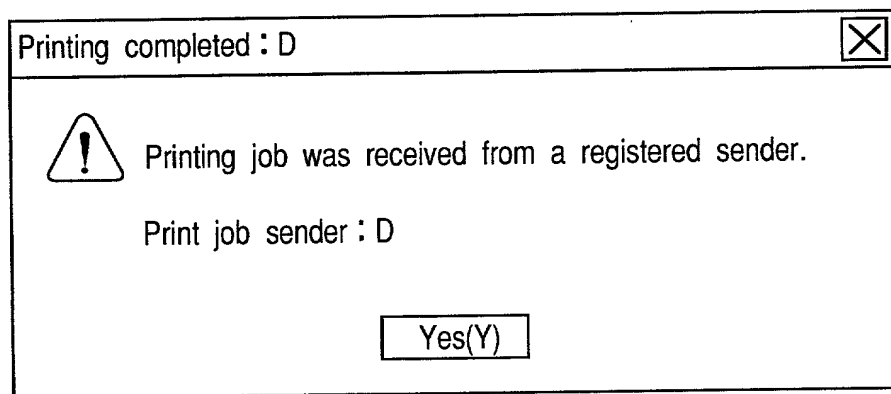 Printing completed : D
Printing job was received from a registered sender.
Print job sender : D
Yes(Y)